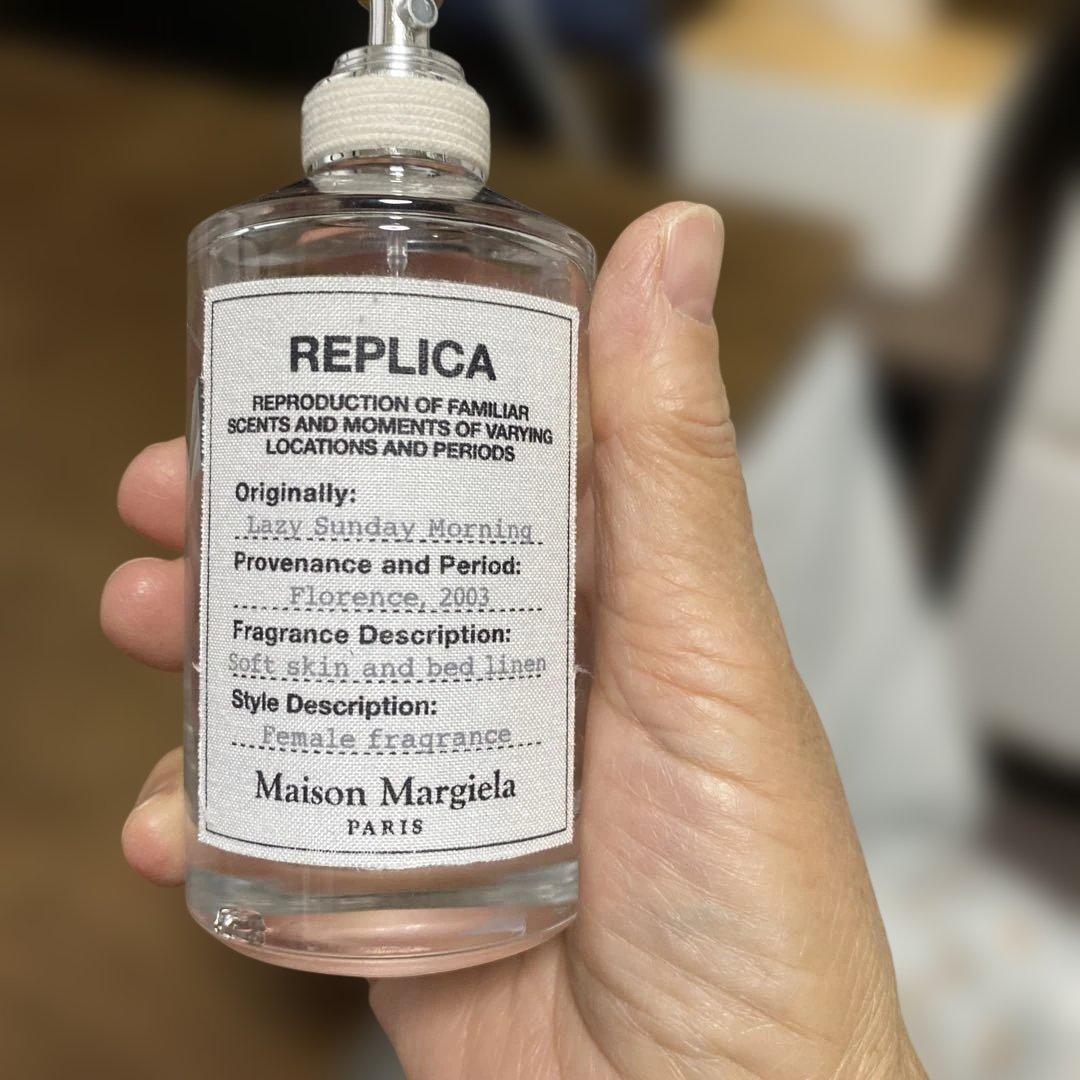 REPLICA
REPRODUCTION OF FAMILIAR
SCENTS AND MOMENTS OF VARYING
LOCATIONS AND PERIODS
Originally:
Lazy Sunday Morning
Provenance and Period:
Florence, 2003
Fragrance Description:
Soft skin and bed linen
Style Description:
Female fragrance
Maison Margiela
PARIS